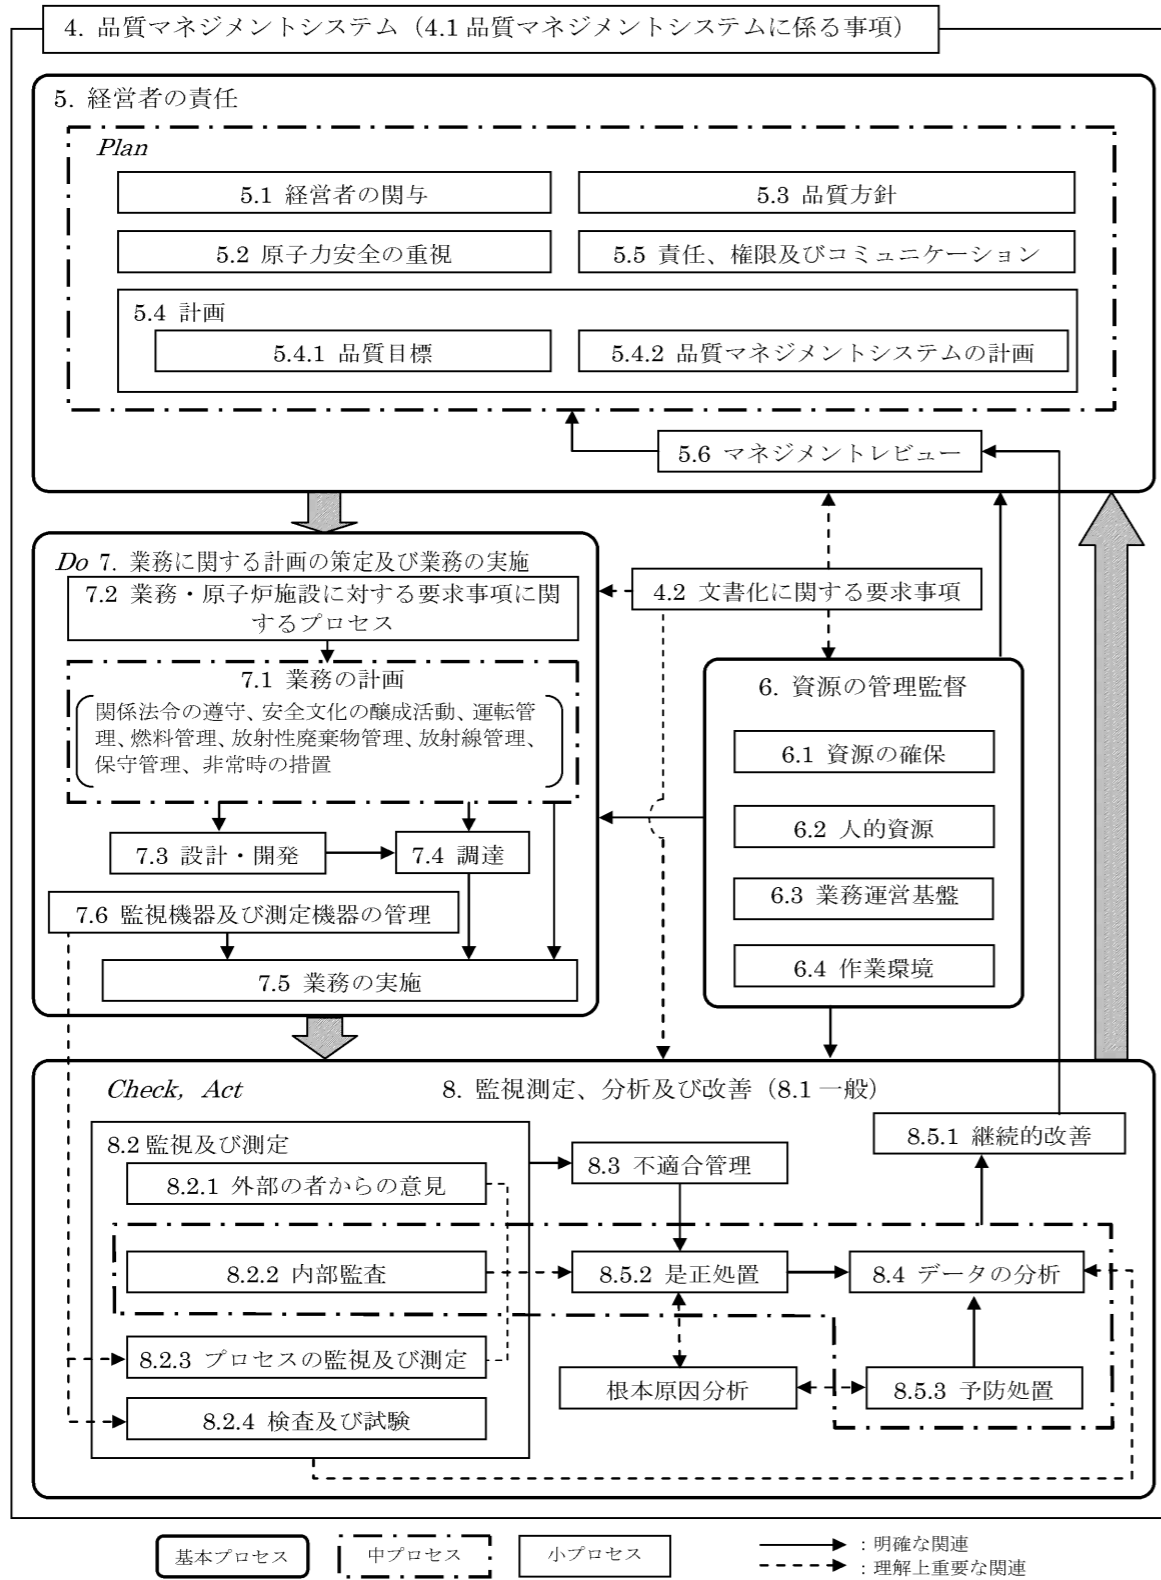 4. 品質マネジメントシステム（4.1 品質マネジメントシステムに係る事項）
5. 経営者の責任
Plan
5.1 経営者の関与
5.3 品質方針
5.2 原子力安全の重視
5.5 責任、権限及びコミュニケーション
5.4 計画
5.4.1 品質目標
5.4.2 品質マネジメントシステムの計画
5.6 マネジメントレビュー
Do 7. 業務に関する計画の策定及び業務の実施
7.2 業務・原子炉施設に対する要求事項に関
するプロセス
4.2 文書化に関する要求事項
7.1 業務の計画
関係法令の遵守、安全文化の醸成活動、運転管
理、燃料管理、放射性廃棄物管理、放射線管理、
保守管理、非常時の措置
7.3 設計・開発
7.4 調達
7.6 監視機器及び測定機器の管理
7.5 業務の実施
6. 資源の管理監督
6.1 資源の確保
6.2 人的資源
6.3 業務運営基盤
6.4 作業環境
Check, Act
8. 監視測定、分析及び改善（8.1 一般）
8.2 監視及び測定
8.2.1 外部の者からの意見
8.3 不適合管理
8.5.1 継続的改善
8.2.2 内部監査
8.5.2 是正処置
8.4 データの分析
8.2.3 プロセスの監視及び測定
根本原因分析
8.5.3 予防処置
8.2.4 検査及び試験
基本プロセス
中プロセス
小プロセス
：明確な関連
：理解上重要な関連